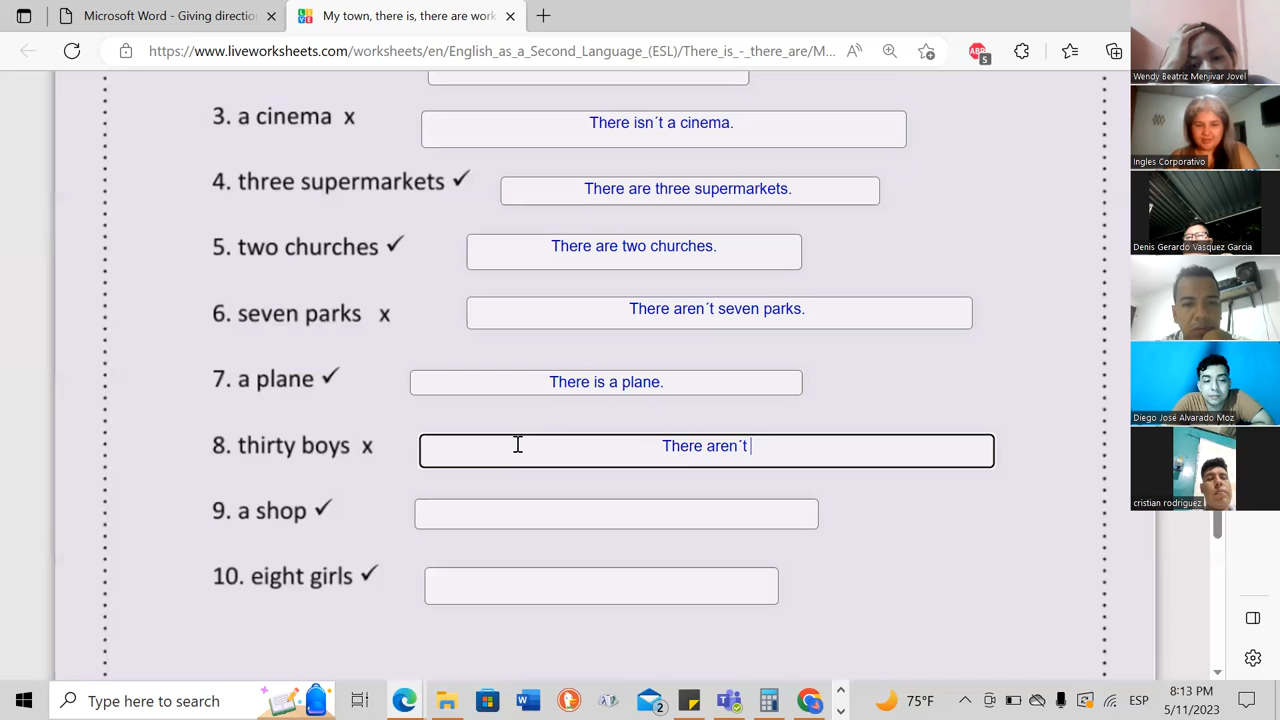 Microsoft Word - Giving directio
My town, there is, there are work
https://www.liveworksheets.com/worksheets/en/English_as_a_Second_Language_(ESL)/There_is_-_there_are/M...
ABP
5
3. a cinema x
There isn´t a cinema.
4. three supermarkets ✓
There are three supermarkets.
5. two churches ✓
There are two churches.
6. seven parks x
There aren´t seven parks.
7. a plane ✓
There is a plane.
8. thirty boys x
There aren´t
9. a shop ✓
10. eight girls ✓
Wendy Beatriz Menjivar Jovel
Ingles Corporativo
Denis Gerardo Vasquez Garcia
Diego José Alvarado Moz
cristian rodriguez
Type here to search
2
75°F
ESP
8:13 PM
5/11/2023